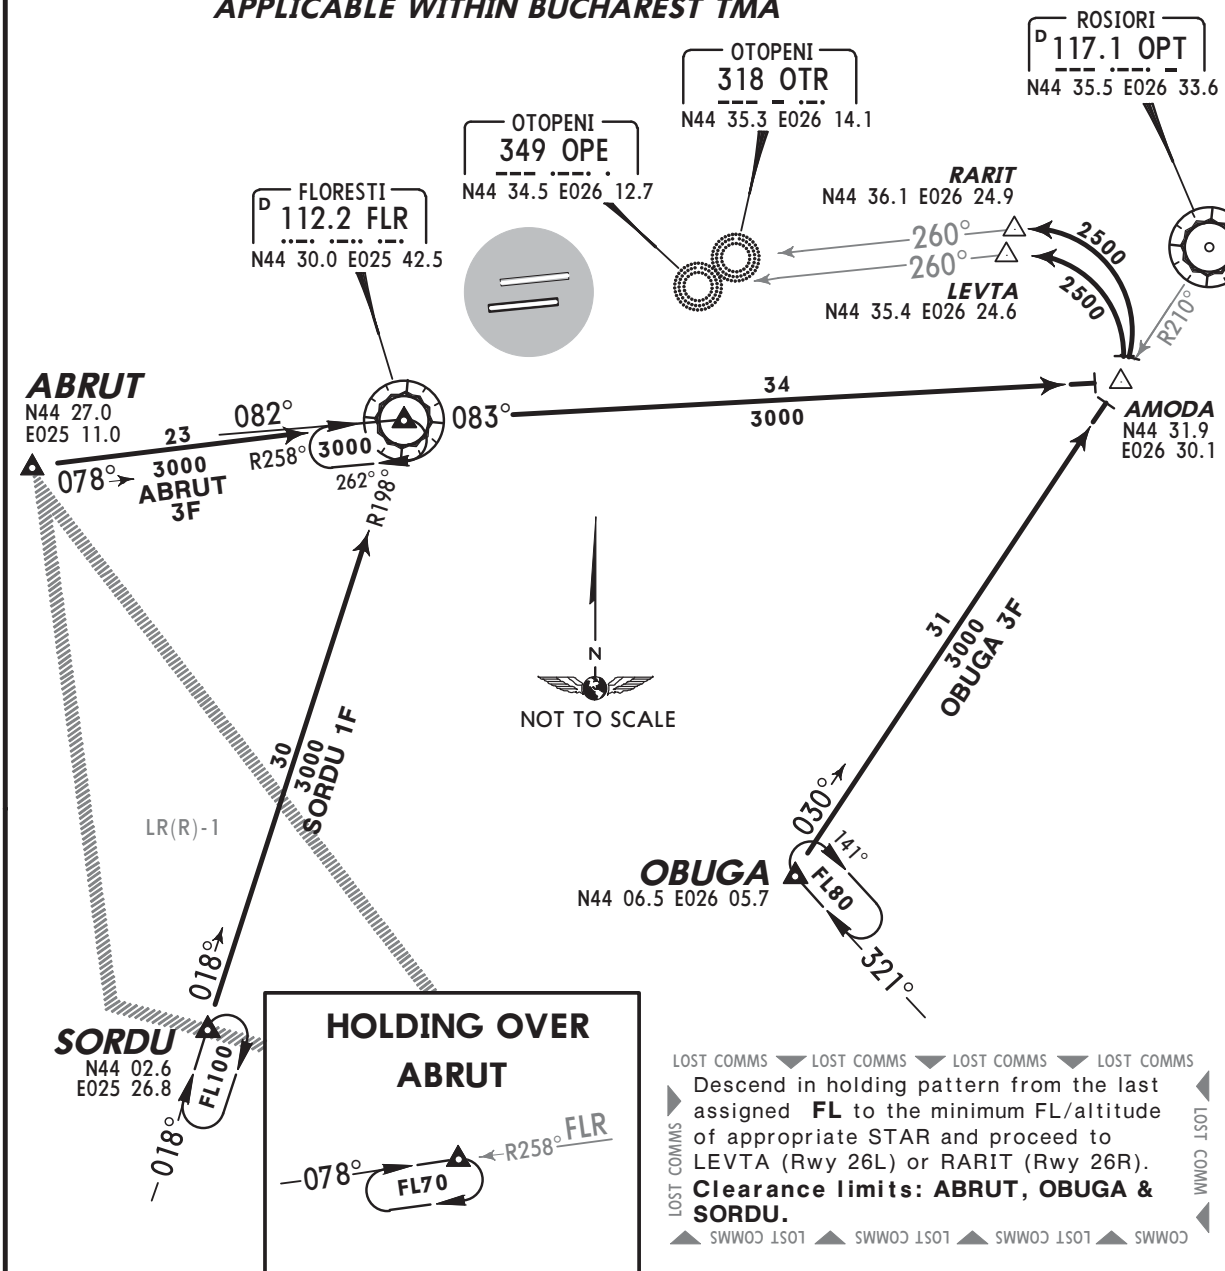 APPLICABLE WITHIN BUCHAREST TMA
ROSIORI
D 117.1 OPT
N44 35.5 E026 33.6
OTOPENI
318 OTR
N44 35.3 E026 14.1
OTOPENI
349 OPE
N44 34.5 E026 12.7
FLORESTI
D 112.2 FLR
N44 30.0 E025 42.5
RARIT
N44 36.1 E026 24.9
260°
260°
LEVTA
N44 35.4 E026 24.6
2500
2500
R210°
ABRUT
N44 27.0
E025 11.0
082°
23
078°
3000
ABRUT
3F
R258°
3000
262°
R198°
083°
34
3000
AMODA
N44 31.9
E026 30.1
N
NOT TO SCALE
31
3000
OBUGA 3F
30
3000
SORDU 1F
LR(R)-1
030°
141°
FL80
321°
OBUGA
N44 06.5 E026 05.7
018°
SORDU
N44 02.6
E025 26.8
FL100
018°
HOLDING OVER
ABRUT
078°
R258° FLR
FL70
LOST COMMS LOST COMMS LOST COMMS LOST COMMS
LOST COMMS
Descend in holding pattern from the last
assigned FL to the minimum FL/altitude
of appropriate STAR and proceed to
LEVTA (Rwy 26L) or RARIT (Rwy 26R).
Clearance limits: ABRUT, OBUGA &
SORDU.
LOST COMM
LOST COMMS LOST COMMS LOST COMMS COMMS